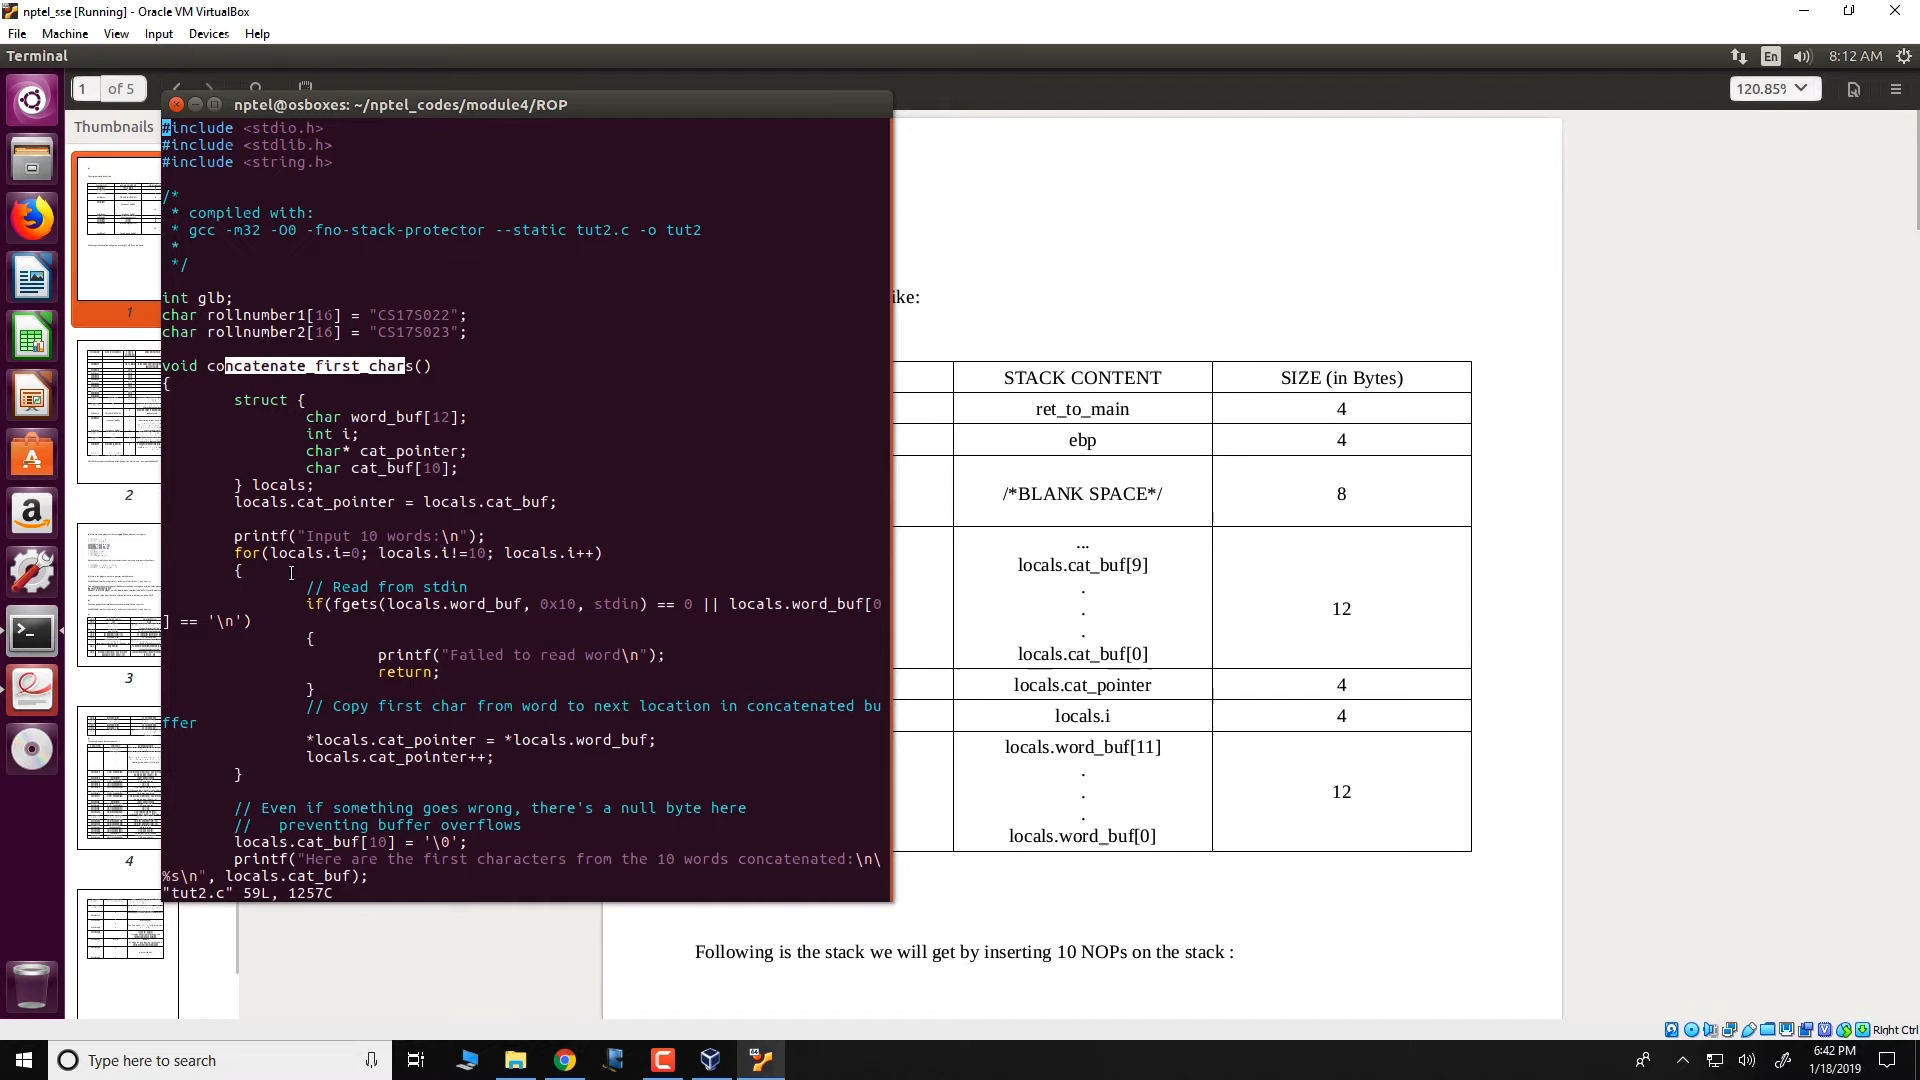 nptel_sse [Running] - Oracle VM VirtualBox
File Machine View Input Devices Help
Terminal
En
8:12 AM
1 of 5
120.85%
Thumbnails
nptel@osboxes: ~/nptel_codes/module4/ROP
#include <stdio.h>
#include <stdlib.h>
#include <string.h>
/*
* compiled with:
* gcc -m32 -O0 -fno-stack-protector --static tut2.c -o tut2
*
*/
int glb;
char rollnumber1[16] = "CS17S022";
char rollnumber2[16] = "CS17S023";
void concatenate_first_chars()
{
struct {
char word_buf[12];
int i;
char* cat_pointer;
char cat_buf[10];
} locals;
locals.cat_pointer = locals.cat_buf;
printf("Input 10 words:\n");
for(locals.i=0; locals.i!=10; locals.i++)
{
// Read from stdin
if(fgets(locals.word_buf, 0x10, stdin) == 0 || locals.word_buf[0
] == '\n')
{
printf("Failed to read word\n");
return;
}
// Copy first char from word to next location in concatenated bu
ffer
*locals.cat_pointer = *locals.word_buf;
locals.cat_pointer++;
}
// Even if something goes wrong, there's a null byte here
// preventing buffer overflows
locals.cat_buf[10] = '\0';
printf("Here are the first characters from the 10 words concatenated:\n\
%s\n", locals.cat_buf);
"tut2.c" 59L, 1257C
1
2
3
4
ike:
STACK CONTENT SIZE (in Bytes)
ret_to_main 4
ebp 4
/*BLANK SPACE*/ 8
...
locals.cat_buf[9]
.
.
12
.
locals.cat_buf[0]
locals.cat_pointer 4
locals.i 4
locals.word_buf[11]
.
.
12
.
locals.word_buf[0]
Following is the stack we will get by inserting 10 NOPs on the stack :
Right Ctrl
Type here to search
6:42 PM
1/18/2019